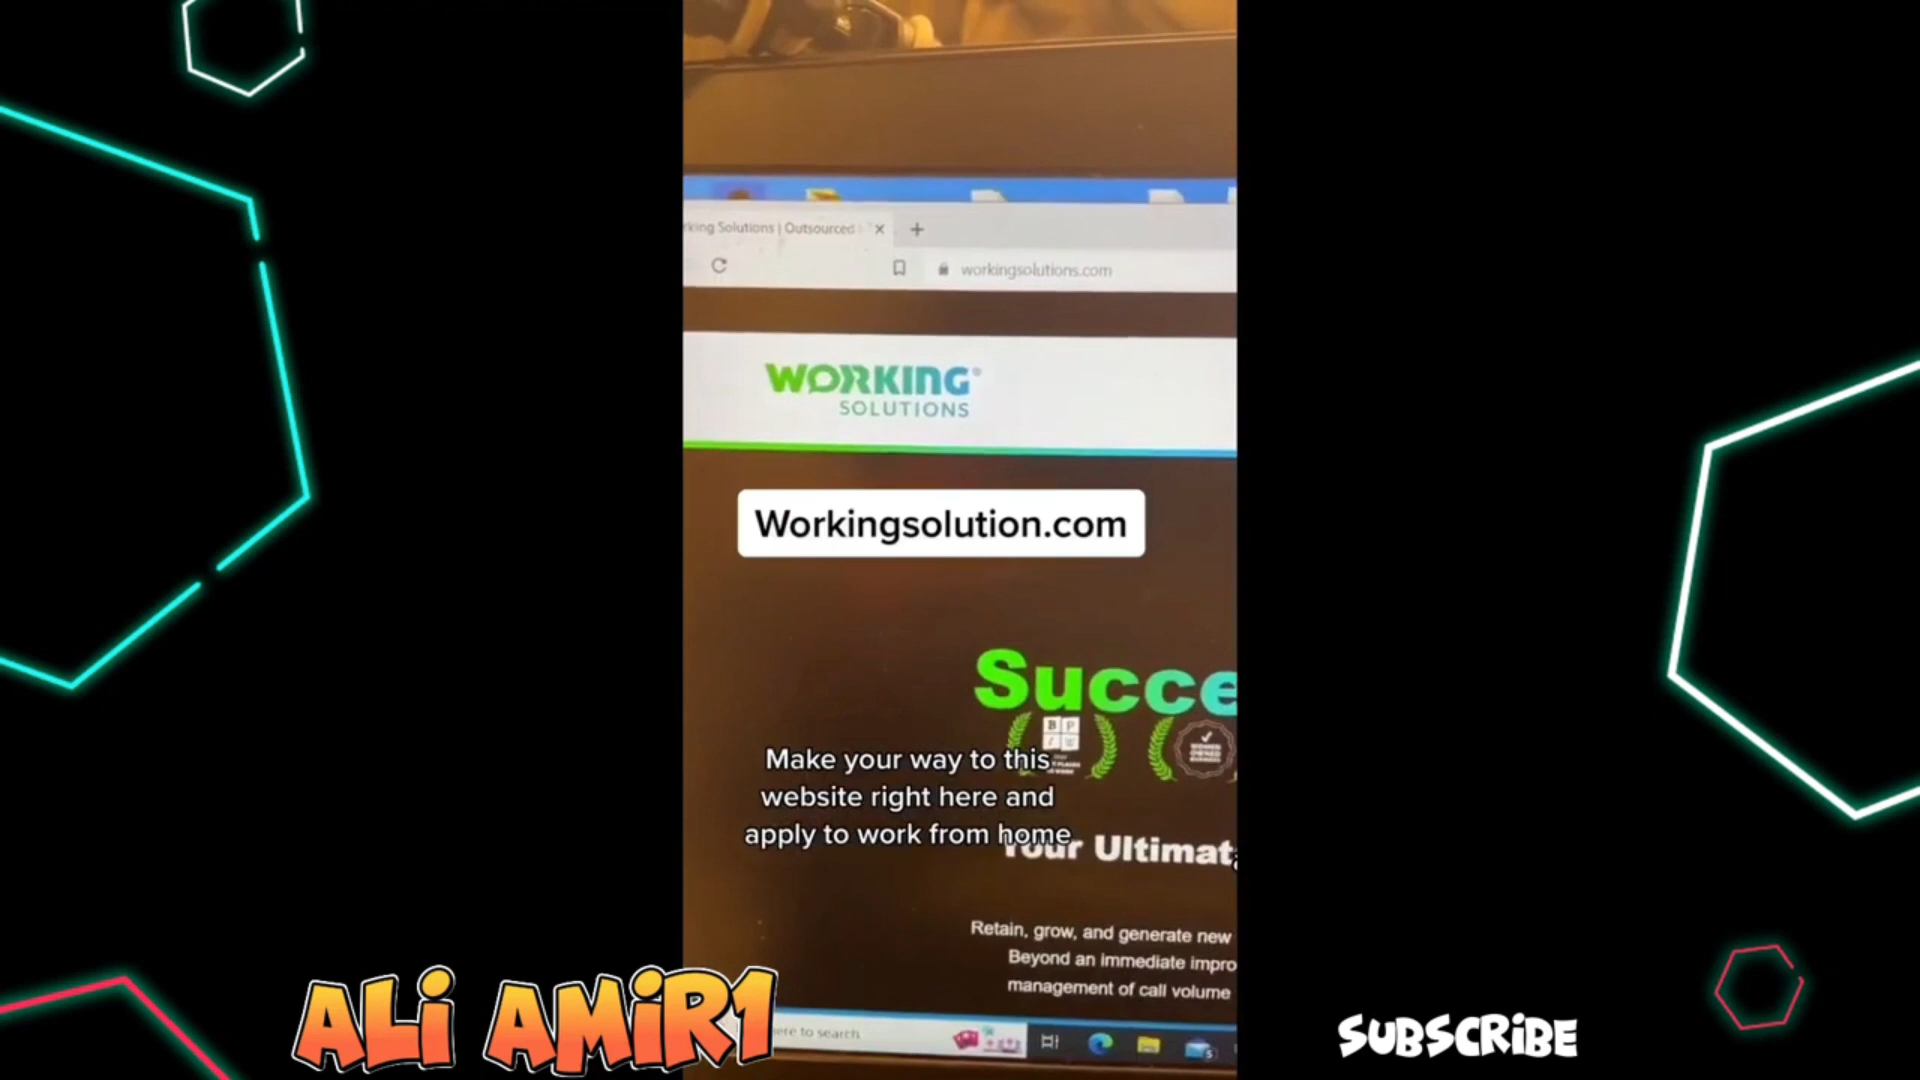 rking Solutions | Outsourced
workingsolutions.com
WORKING®
SOLUTIONS
Workingsolution.com
Succe
Make your way to this
website right here and
apply to work from home
Your Ultimat
Retain, grow, and generate new
Beyond an immediate impro
management of call volume
ere to search
ALi AMiR1
SUBSCRiBE